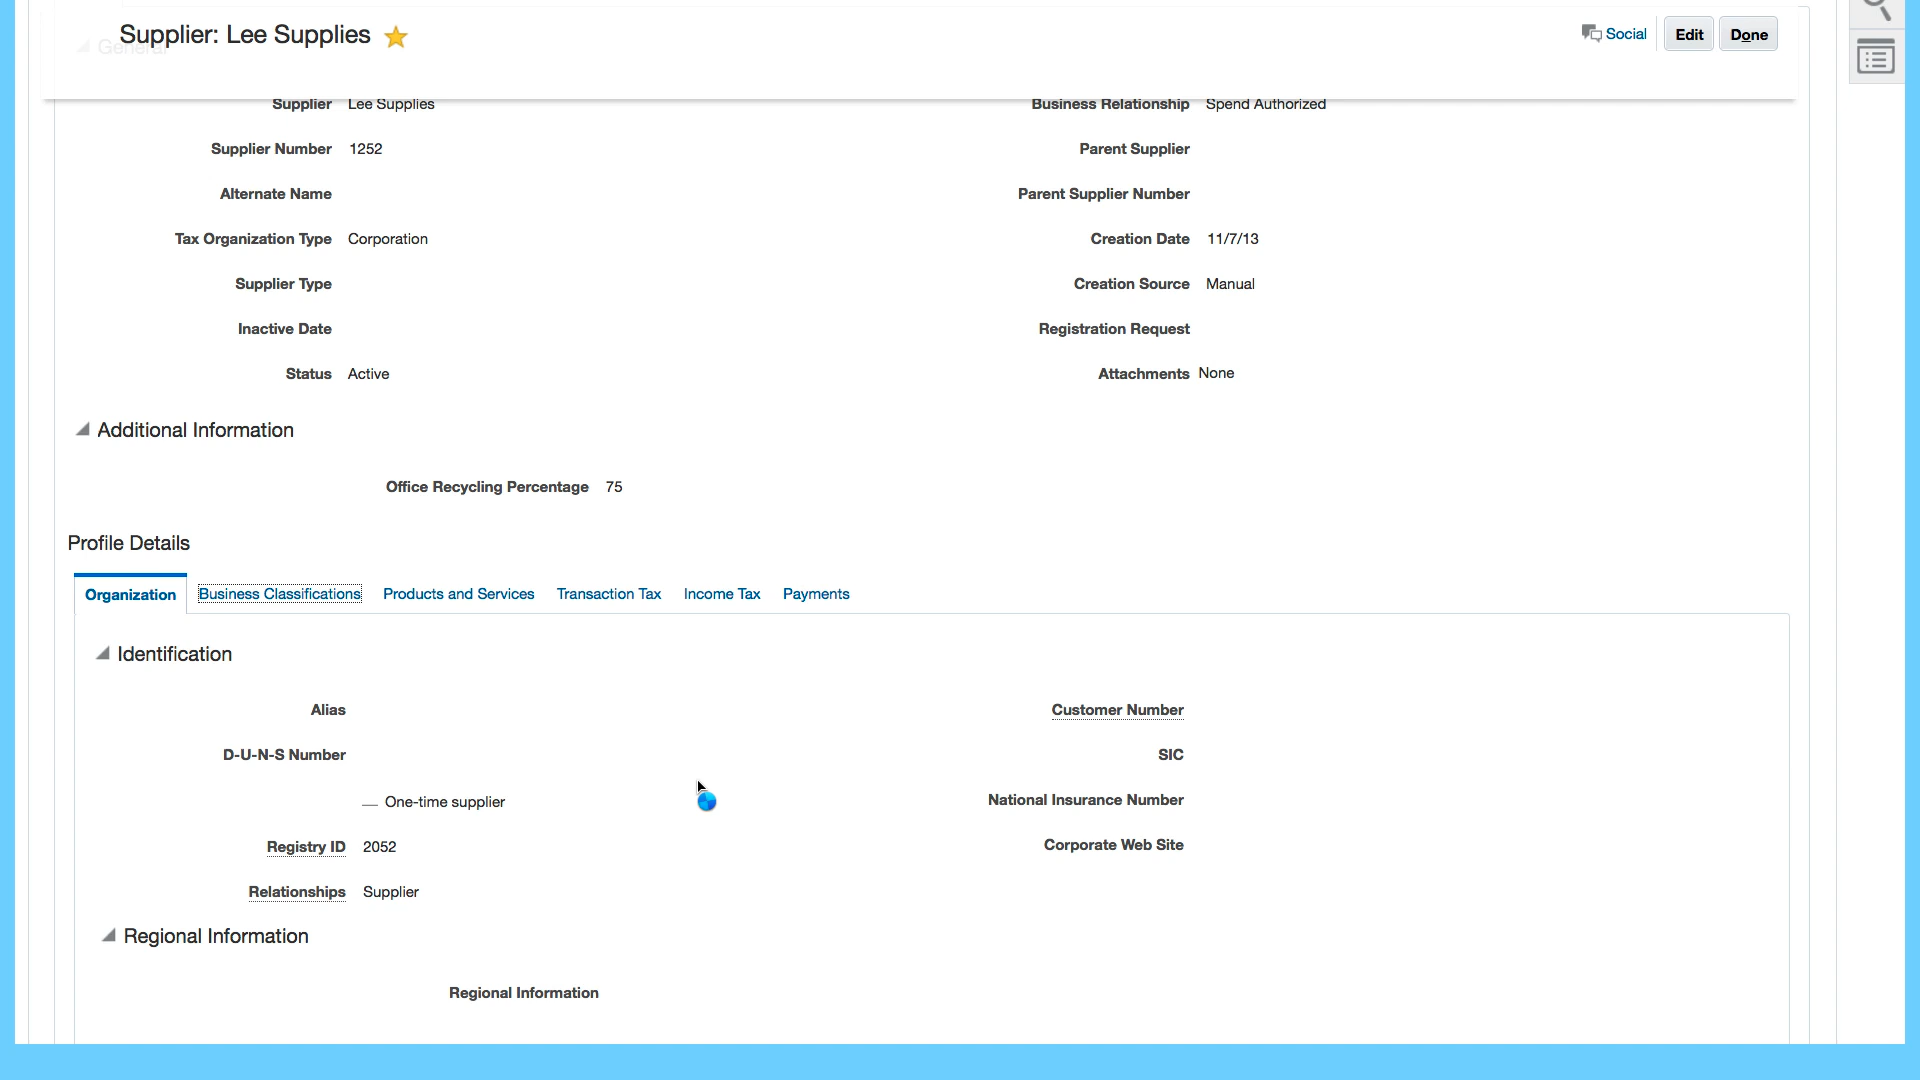 Supplier: Lee Supplies
Social
Edit
Done
General
Supplier Lee Supplies
Business Relationship Spend Authorized
Supplier Number 1252
Parent Supplier
Alternate Name
Parent Supplier Number
Tax Organization Type Corporation
Creation Date 11/7/13
Supplier Type
Creation Source Manual
Inactive Date
Registration Request
Status Active
Attachments None
Additional Information
Office Recycling Percentage 75
Profile Details
Organization Business Classifications Products and Services Transaction Tax Income Tax Payments
Identification
Alias
Customer Number
D-U-N-S Number
SIC
One-time supplier
National Insurance Number
Registry ID 2052
Corporate Web Site
Relationships Supplier
Regional Information
Regional Information